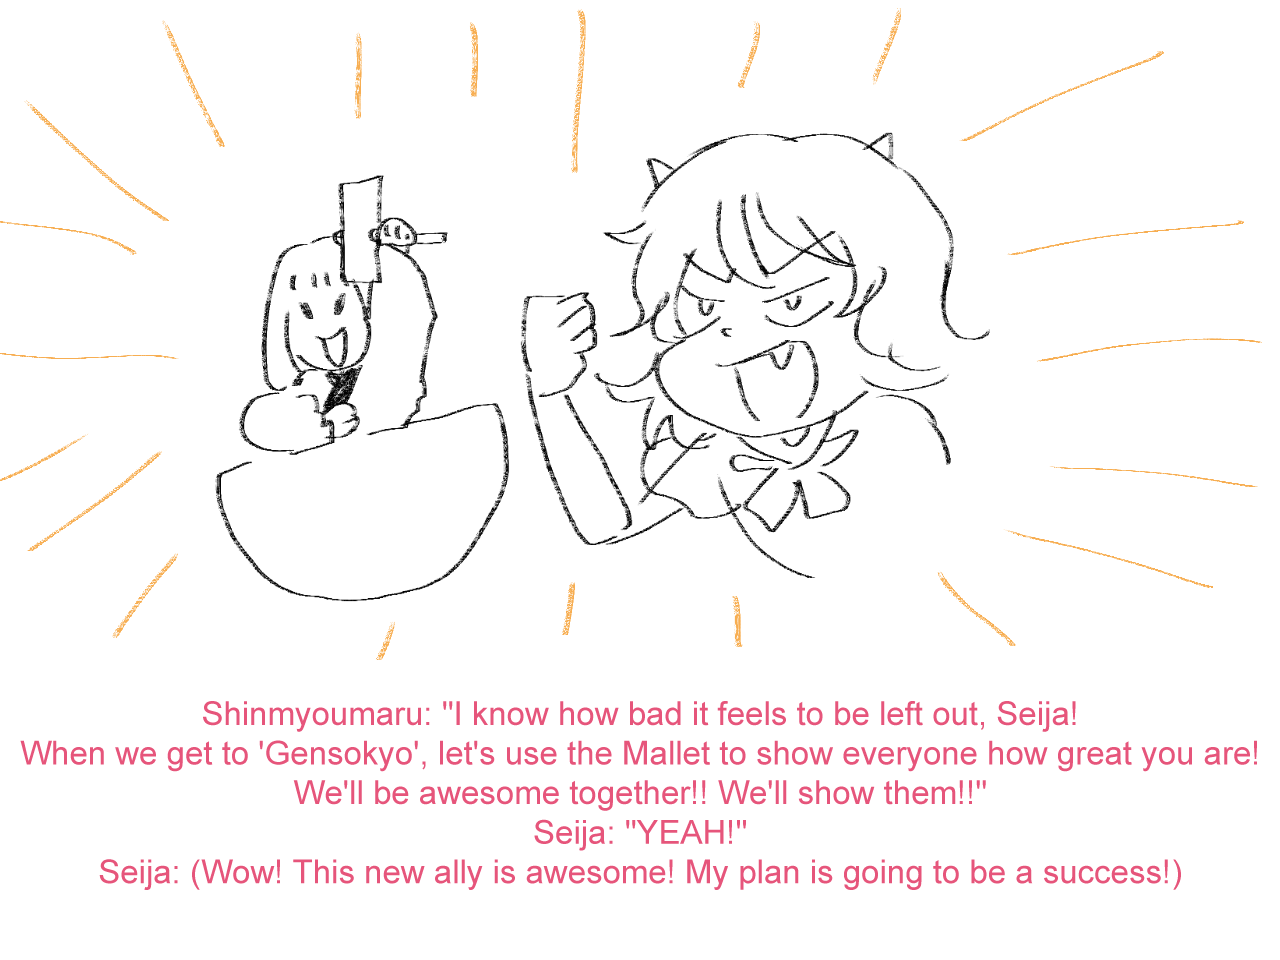 Shinmyoumaru: "I know how bad it feels to be left out, Seija!
When we get to 'Gensokyo', let's use the Mallet to show everyone how great you are!
We'll be awesome together!! We'll show them!!"
Seija: "YEAH!"
Seija: (Wow! This new ally is awesome! My plan is going to be a success!)